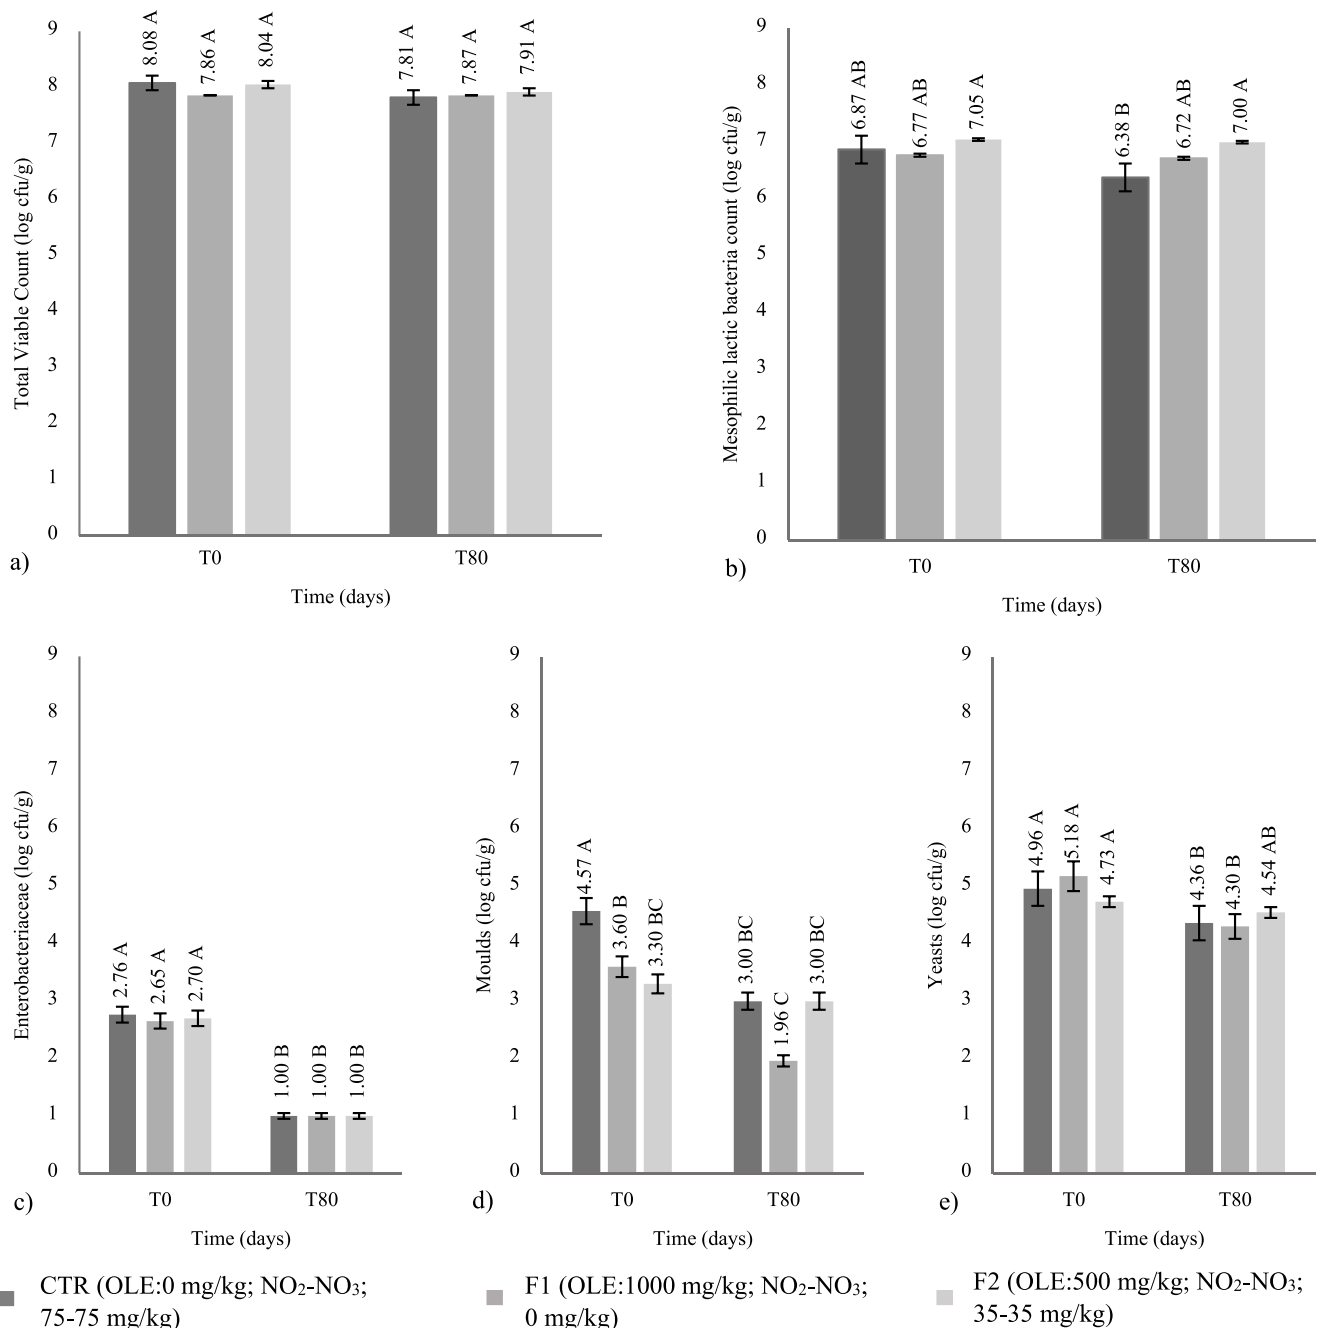 Total Viable Count (log cfu/g)
9
8
7
6
5
4
3
2
1
0
8.08 A
7.86 A
8.04 A
7.81 A
7.87 A
7.91 A
T0
T80
Time (days)
a)
Mesophilic lactic bacteria count (log cfu/g)
9
8
7
6
5
4
3
2
1
0
6.87 AB
6.77 AB
7.05 A
6.38 B
6.72 AB
7.00 A
T0
T80
Time (days)
b)
Enterobacteriaceae (log cfu/g)
9
8
7
6
5
4
3
2
1
0
2.76 A
2.65 A
2.70 A
1.00 B
1.00 B
1.00 B
T0
T80
Time (days)
c)
Moulds (log cfu/g)
9
8
7
6
5
4
3
2
1
0
4.57 A
3.60 B
3.30 BC
3.00 BC
1.96 C
3.00 BC
T0
T80
Time (days)
d)
Yeasts (log cfu/g)
9
8
7
6
5
4
3
2
1
0
4.96 A
5.18 A
4.73 A
4.36 B
4.30 B
4.54 AB
T0
T80
Time (days)
e)
CTR (OLE:0 mg/kg; NO₂-NO₃;
75-75 mg/kg)
F1 (OLE:1000 mg/kg; NO₂-NO₃;
0 mg/kg)
F2 (OLE:500 mg/kg; NO₂-NO₃;
35-35 mg/kg)